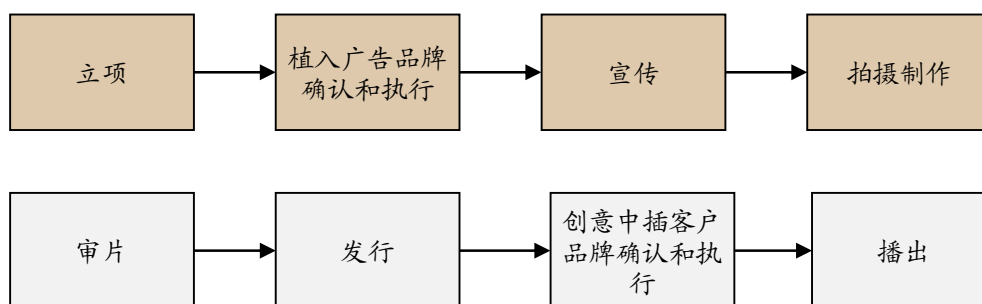 立项
植入广告品牌
确认和执行
宣传
拍摄制作
审片
发行
创意中插客户
品牌确认和执
行
播出